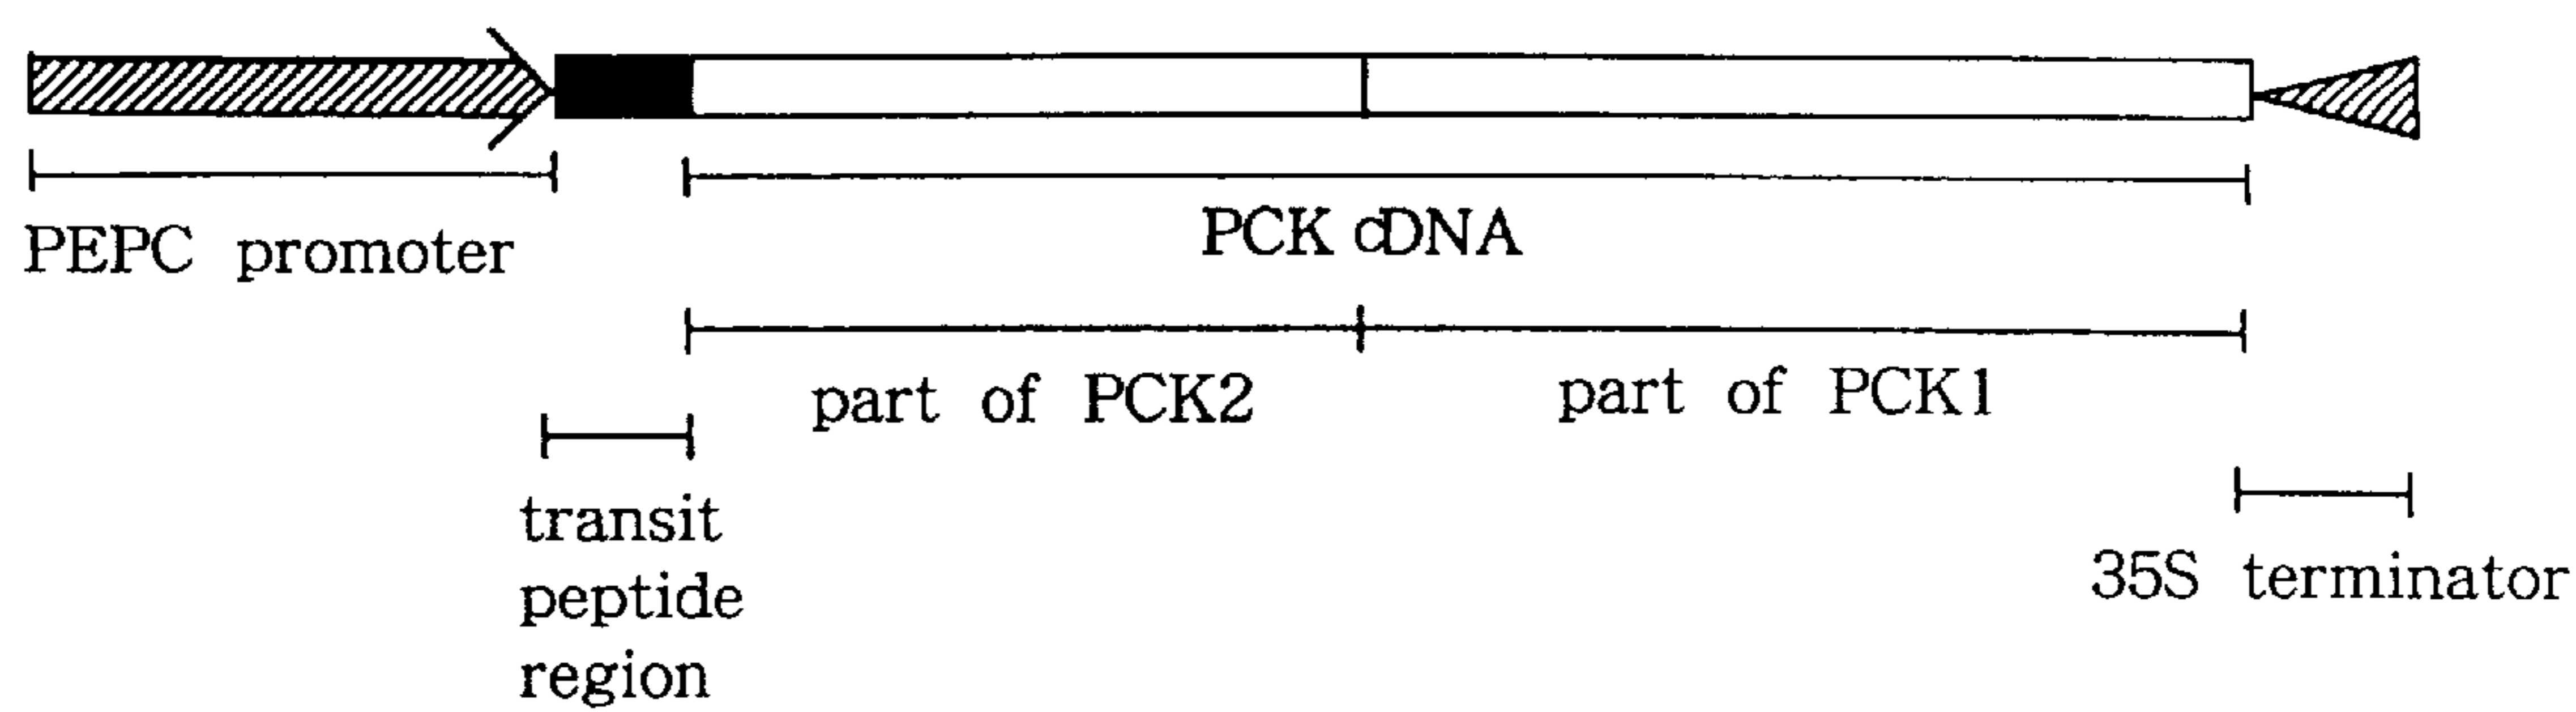 PEPC promoter
PCK cDNA
part of PCK2
part of PCK1
transit
peptide
region
35S terminator